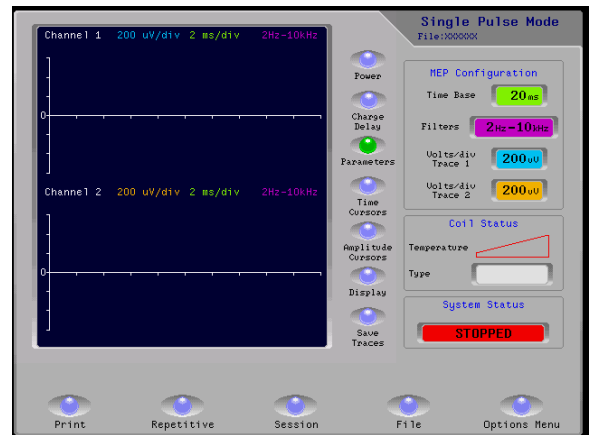 Single Pulse Mode
File:XXXXXX
Channel 1 200 uV/div 2 ms/div 2Hz-10kHz
0
Channel 2 200 uV/div 2 ms/div 2Hz-10kHz
0
Power
Charge
Delay
Parameters
Time
Cursors
Amplitude
Cursors
Display
Save
Traces
MEP Configuration
Time Base 20ms
Filters 2Hz-10kHz
Volts/div
Trace 1
200uV
Volts/div
Trace 2
200uV
Coil Status
Temperature
Type
System Status
STOPPED
Print Repetitive Session File Options Menu